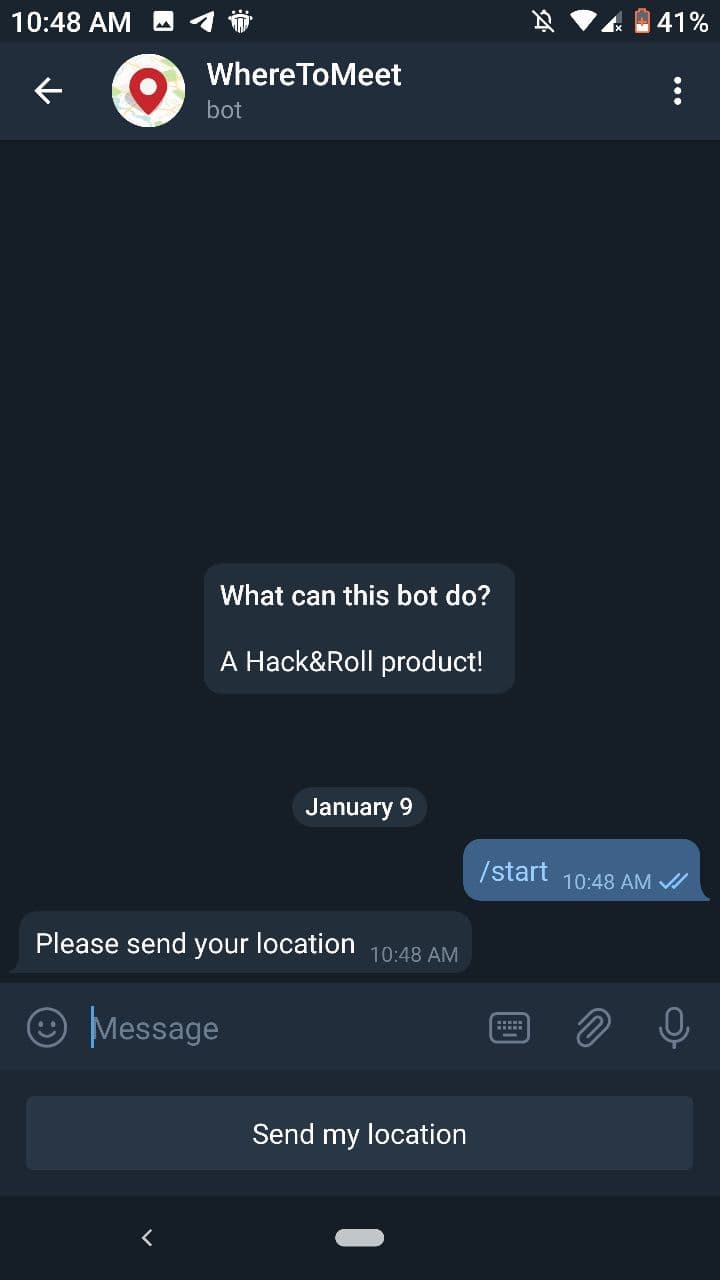 10:48 AM 41%
WhereToMeet
bot
What can this bot do?
A Hack&Roll product!
January 9
/start 10:48 AM
Please send your location 10:48 AM
Message
Send my location